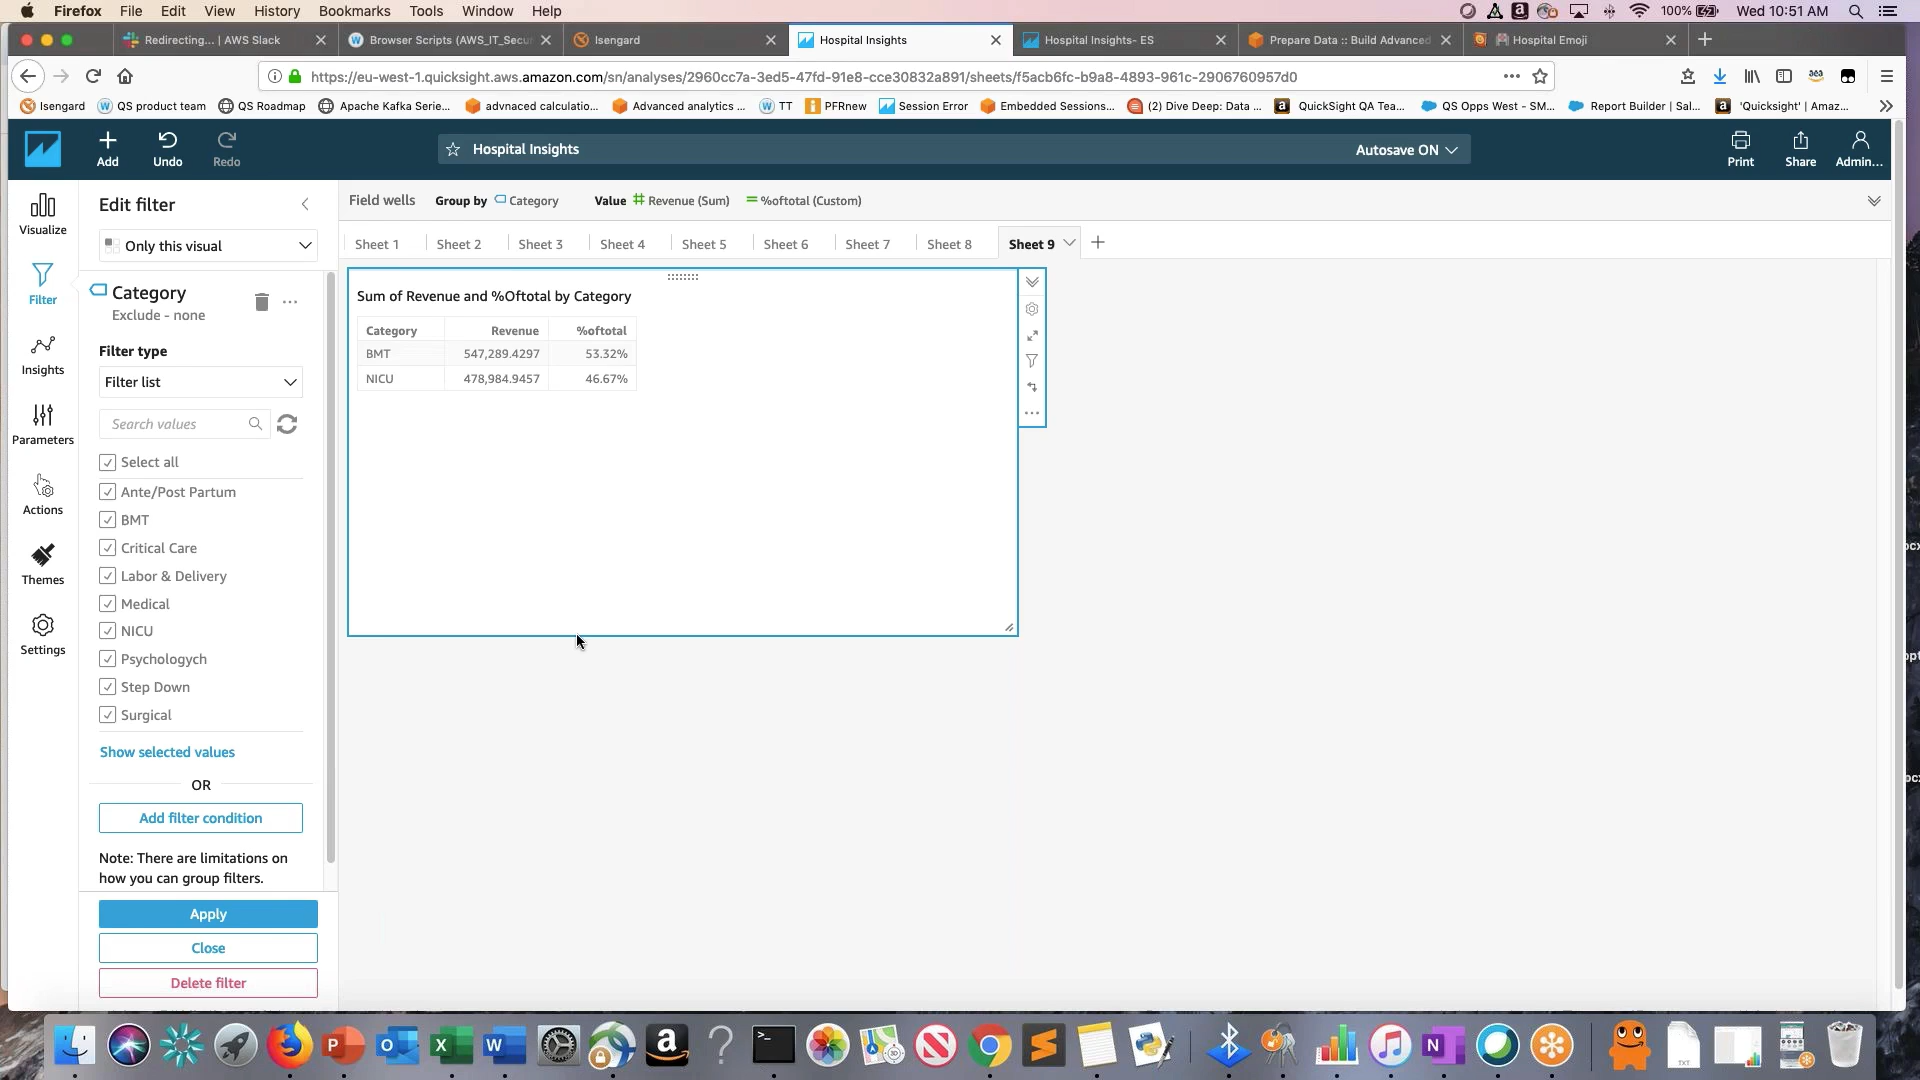 Firefox File Edit View History Bookmarks Tools Window Help 100% Wed 10:51 AM
Redirecting... | AWS Slack
Browser Scripts (AWS_IT_Secu
Isengard
Hospital Insights
Hospital Insights- ES
Prepare Data :: Build Advanced
Hospital Emoji
https://eu-west-1.quicksight.aws.amazon.com/sn/analyses/2960cc7a-3ed5-47fd-91e8-cce30832a891/sheets/f5acb6fc-b9a8-4893-961c-2906760957d0
Isengard QS product team QS Roadmap Apache Kafka Serie... advnaced calculatio... Advanced analytics ... TT PFRnew Session Error Embedded Sessions... (2) Dive Deep: Data ... QuickSight QA Tea... QS Opps West - SM... Report Builder | Sal... 'Quicksight' | Amaz...
Add Undo Redo
Hospital Insights
Autosave ON
Print Share Admin...
Visualize
Filter
Insights
Parameters
Actions
Themes
Settings
Edit filter
Only this visual
Category
Exclude - none
Filter type
Filter list
Search values
Select all
Ante/Post Partum
BMT
Critical Care
Labor & Delivery
Medical
NICU
Psychologych
Step Down
Surgical
Show selected values
OR
Add filter condition
Note: There are limitations on
how you can group filters.
Apply
Close
Delete filter
Field wells Group by Category Value Revenue (Sum) %oftotal (Custom)
Sheet 1 Sheet 2 Sheet 3 Sheet 4 Sheet 5 Sheet 6 Sheet 7 Sheet 8 Sheet 9
Sum of Revenue and %Oftotal by Category
Category Revenue %oftotal
BMT 547,289.4297 53.32%
NICU 478,984.9457 46.67%